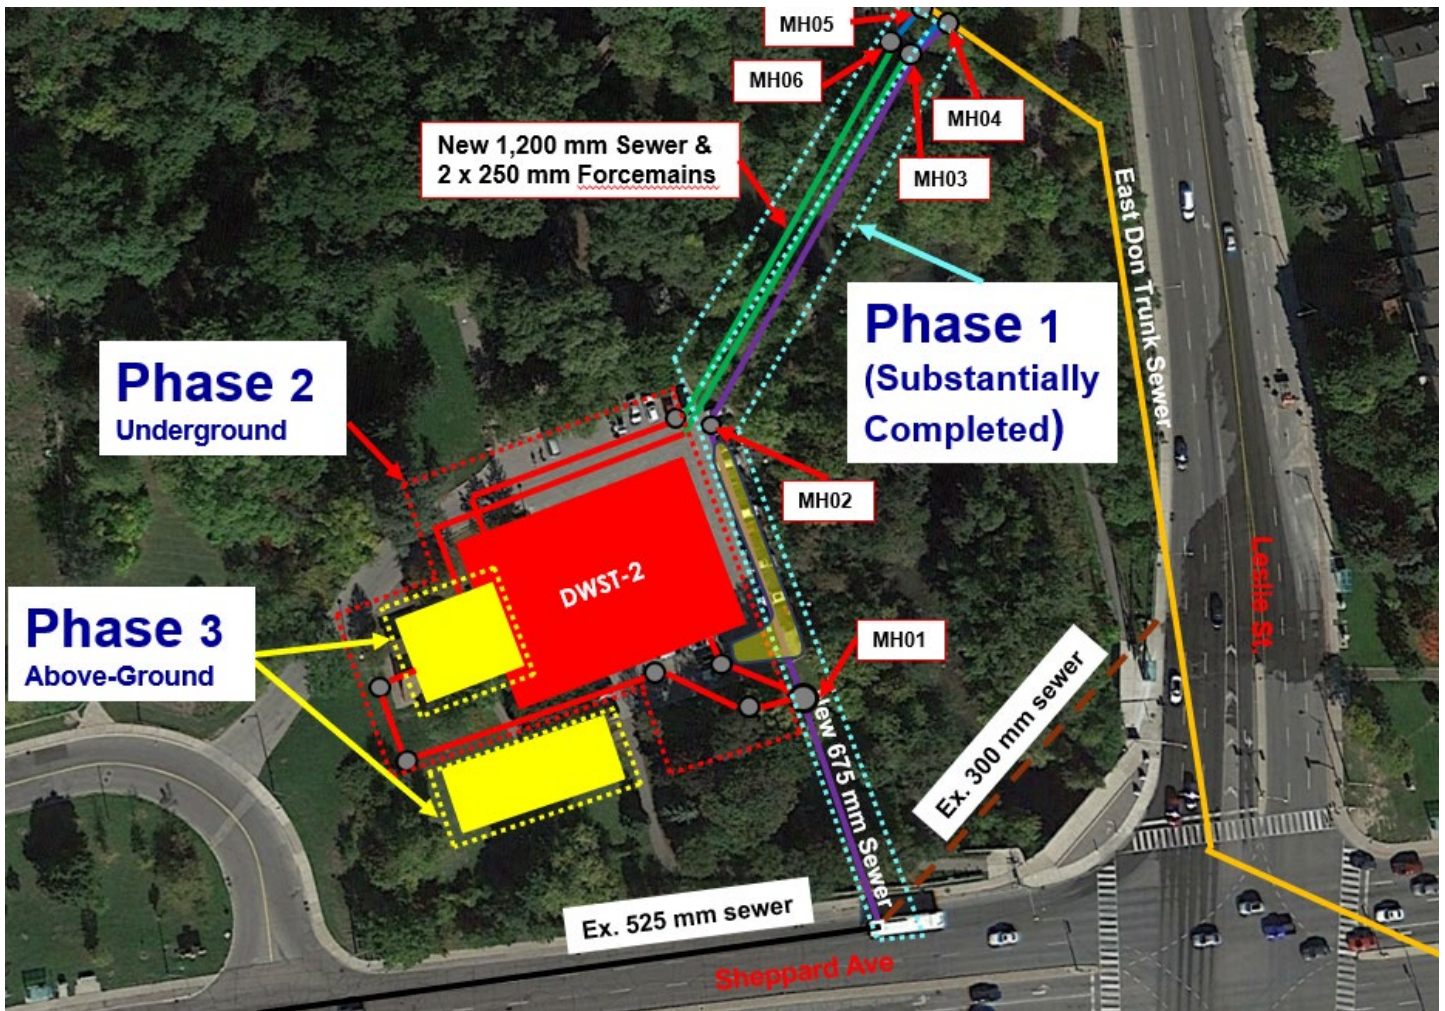 MH05
MH06
MH04
New 1,200 mm Sewer &
2 x 250 mm Forcemains
MH03
East Don Trunk Sewer
Phase 1
(Substantially
Completed)
Phase 2
Underground
MH02
Leslie St.
DWST-2
Phase 3
Above-Ground
MH01
Ex. 300 mm sewer
New 675 mm Sewer
Ex. 525 mm sewer
Sheppard Ave